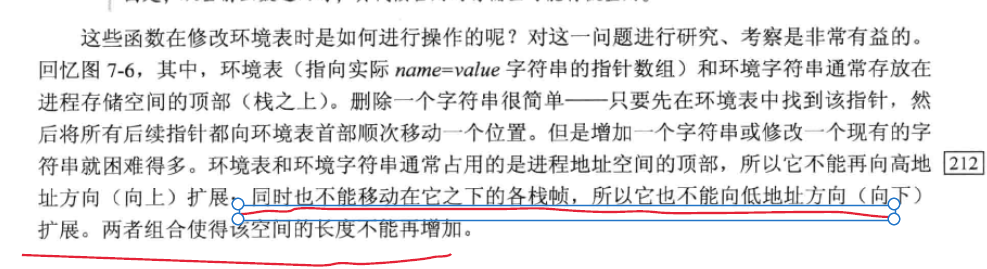 这些函数在修改环境表时是如何进行操作的呢？对这一问题进行研究、考察是非常有益的。
回忆图 7-6，其中，环境表（指向实际 name=value 字符串的指针数组）和环境字符串通常存放在
进程存储空间的顶部（栈之上）。删除一个字符串很简单——只要先在环境表中找到该指针，然
后将所有后续指针都向环境表首部顺次移动一个位置。但是增加一个字符串或修改一个现有的字
符串就困难得多。环境表和环境字符串通常占用的是进程地址空间的顶部，所以它不能再向高地 212
址方向（向上）扩展：同时也不能移动在它之下的各栈帧，所以它也不能向低地址方向（向下）
扩展。两者组合使得该空间的长度不能再增加。